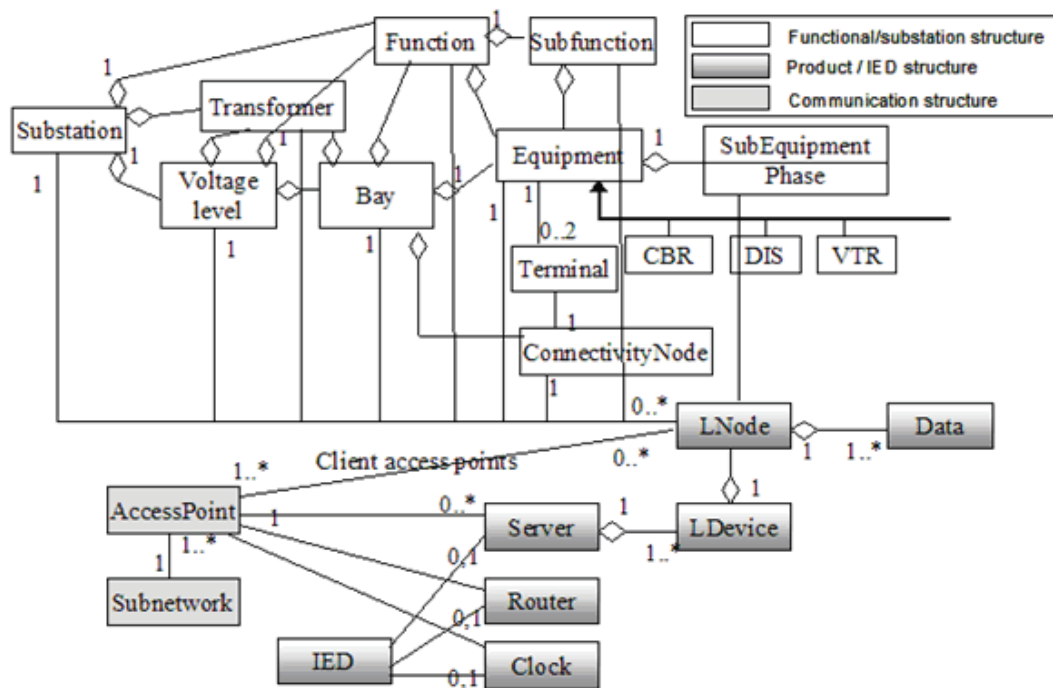 1
Function
Subfunction
Functional/substation structure
Product / IED structure
Communication structure
1
Substation
Transformer
1
1
1
Voltage
level
Bay
1
Equipment
1
SubEquipment
Phase
1
1
1
1
1
0..2
CBR
DIS
VTR
Terminal
1
ConnectivityNode
1
0..*
LNode
1
1..*
Data
Client access points
0..*
1..*
AccessPoint
1
0..*
Server
1
1..*
LDevice
1
1..*
1
0,1
Subnetwork
Router
0,1
IED
0,1
Clock